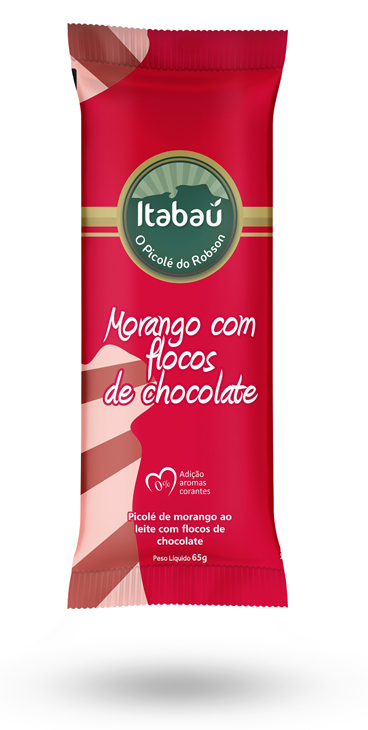 Itabaú
O Picolé do Robson
Morango com
flocos
de chocolate
0%
Adição
aromas
corantes
Picolé de morango ao
leite com flocos de
chocolate
Peso Líquido 65g